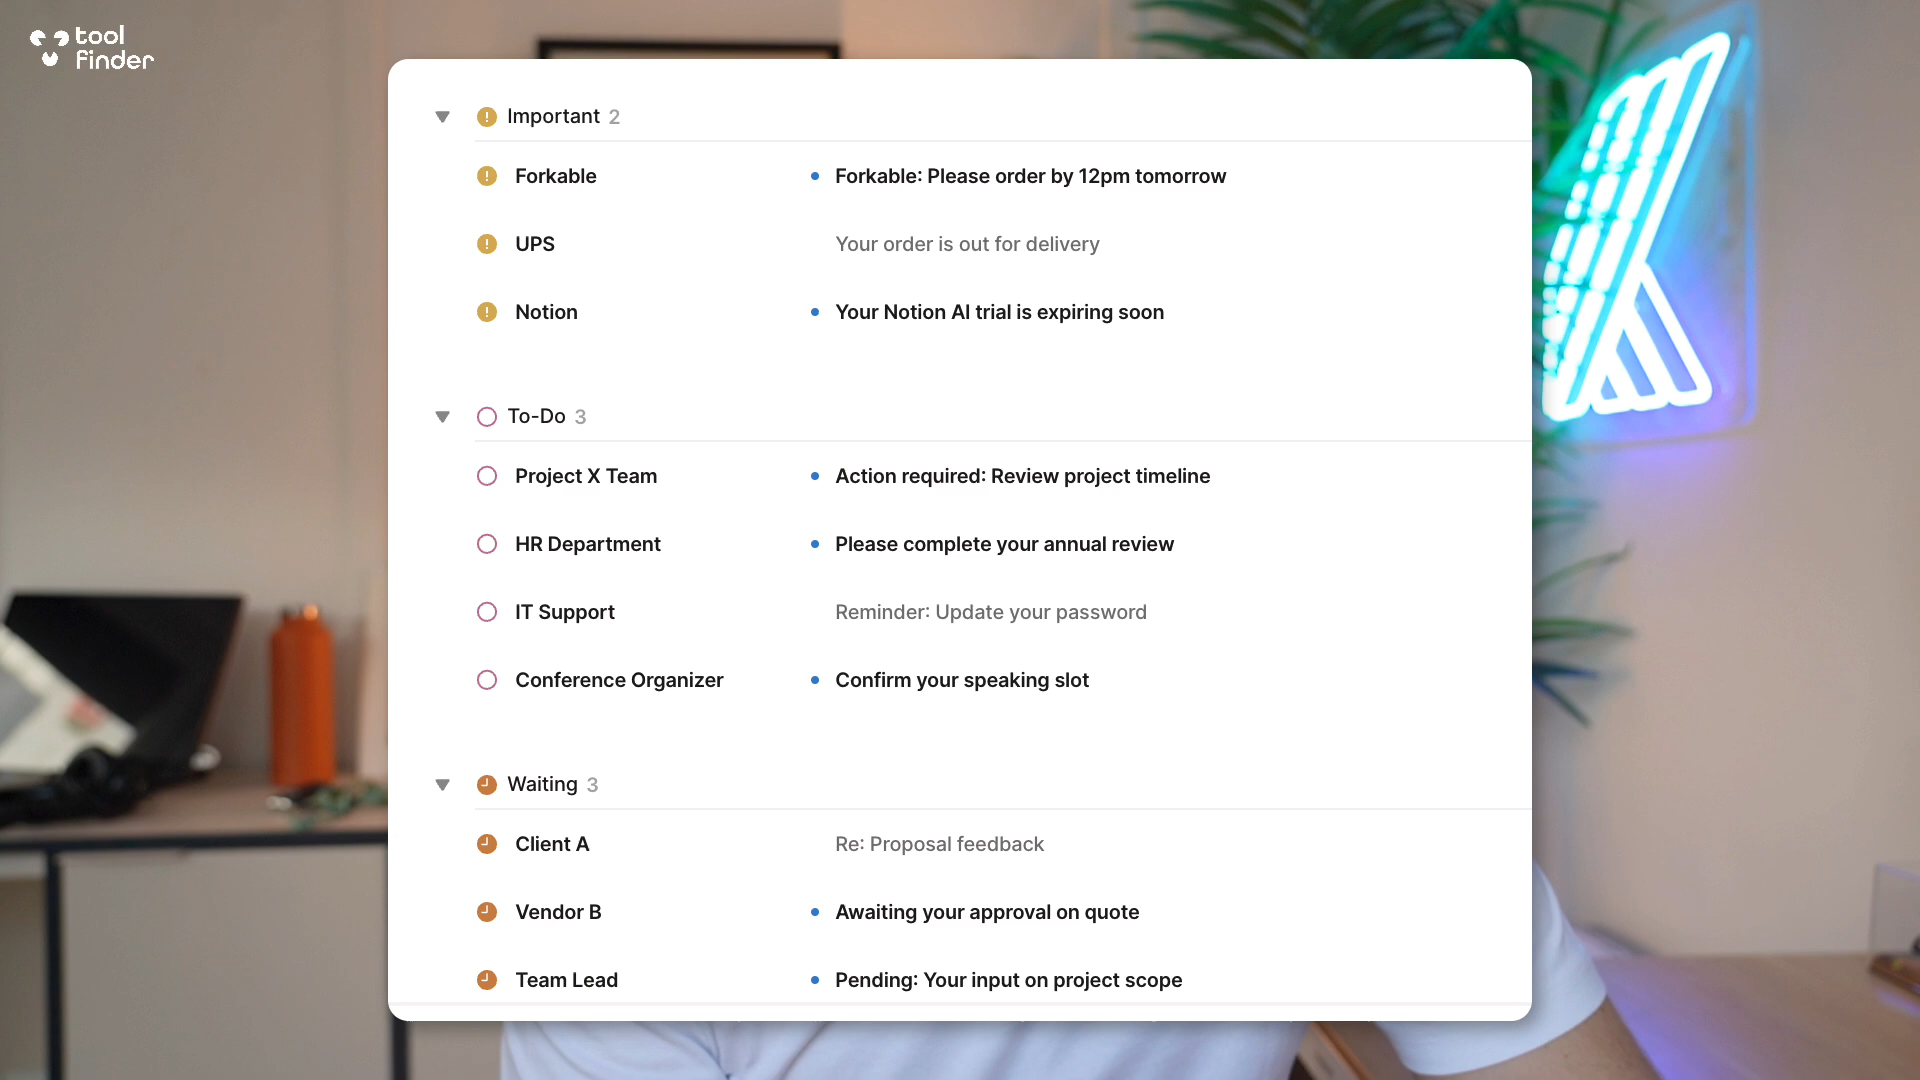 tool
finder
Important 2
Forkable Forkable: Please order by 12pm tomorrow
UPS Your order is out for delivery
Notion Your Notion AI trial is expiring soon
To-Do 3
Project X Team Action required: Review project timeline
HR Department Please complete your annual review
IT Support Reminder: Update your password
Conference Organizer Confirm your speaking slot
Waiting 3
Client A Re: Proposal feedback
Vendor B Awaiting your approval on quote
Team Lead Pending: Your input on project scope